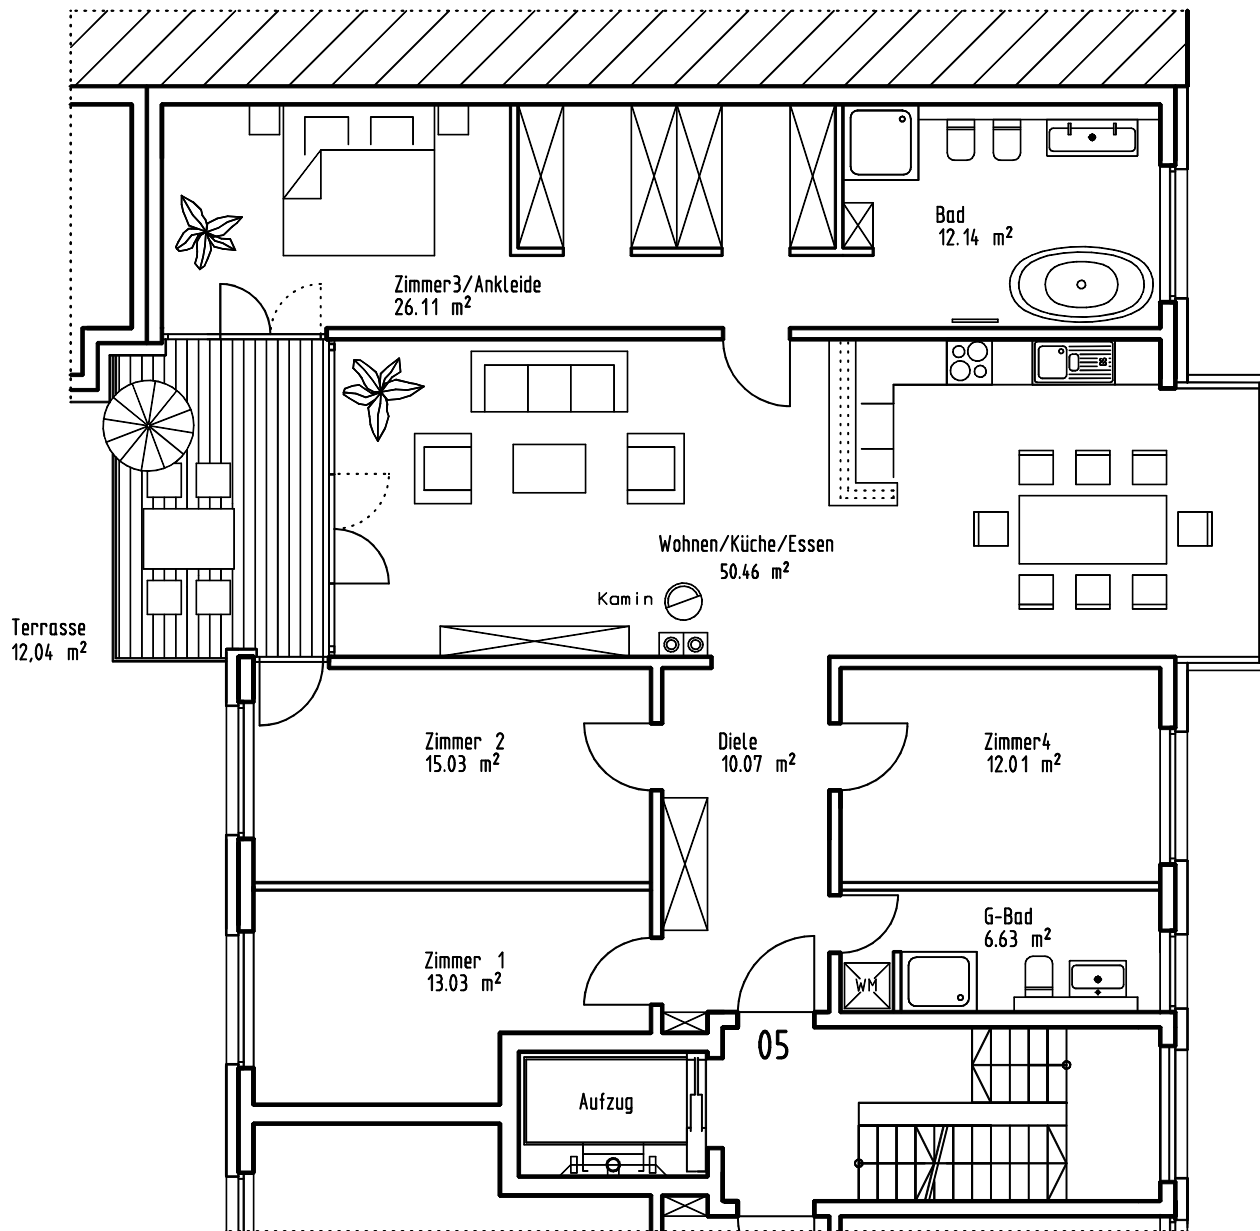 Bad
12.14 m²
Zimmer3/Ankleide
26.11 m²
Wohnen/Küche/Essen
50.46 m²
Kamin
Terrasse
12,04 m²
Zimmer 2
15.03 m²
Diele
10.07 m²
Zimmer4
12.01 m²
G-Bad
6.63 m²
Zimmer 1
13.03 m²
WM
05
Aufzug